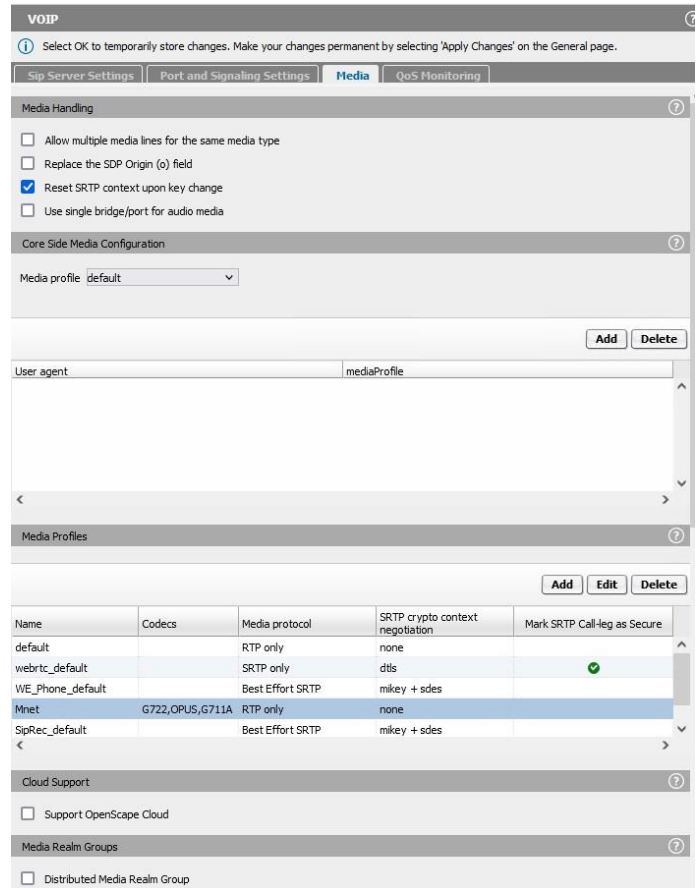 VOIP
?
i Select OK to temporarily store changes. Make your changes permanent by selecting 'Apply Changes' on the General page.
Sip Server Settings Port and Signaling Settings Media QoS Monitoring
Media Handling ?
Allow multiple media lines for the same media type
Replace the SDP Origin (o) field
Reset SRTP context upon key change
Use single bridge/port for audio media
Core Side Media Configuration ?
Media profile default
Add Delete
User agent mediaProfile
Media Profiles ?
Add Edit Delete
Name Codecs Media protocol SRTP crypto context negotiation Mark SRTP Call-leg as Secure
default RTP only none
webrtc_default SRTP only dtls
WE_Phone_default Best Effort SRTP mikey + sdes
Mnet G722,OPUS,G711A RTP only none
SipRec_default Best Effort SRTP mikey + sdes
Cloud Support ?
Support OpenScape Cloud
Media Realm Groups ?
Distributed Media Realm Group